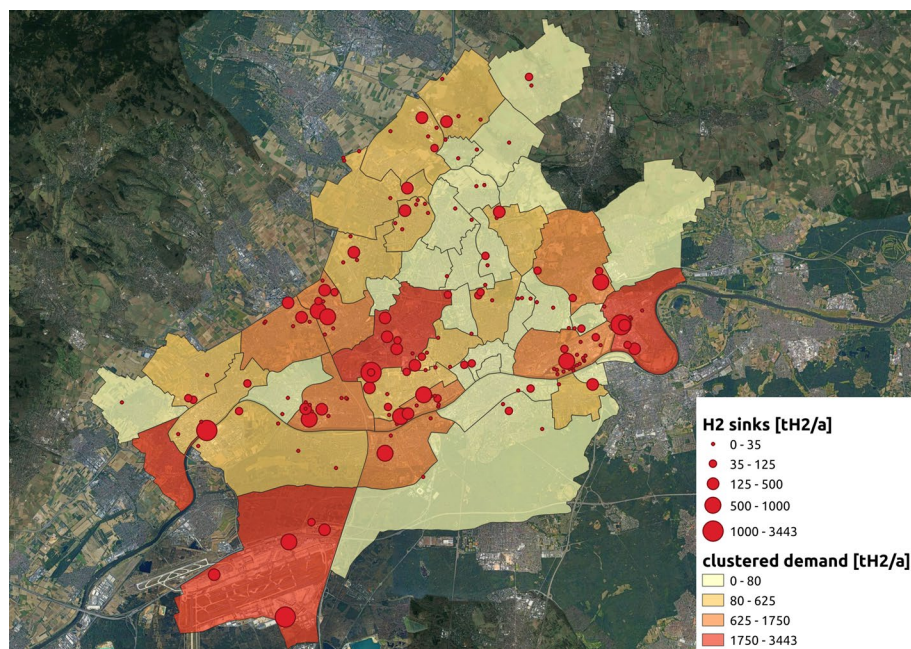 H2 sinks [tH2/a]
0 - 35
35 - 125
125 - 500
500 - 1000
1000 - 3443
clustered demand [tH2/a]
0 - 80
80 - 625
625 - 1750
1750 - 3443